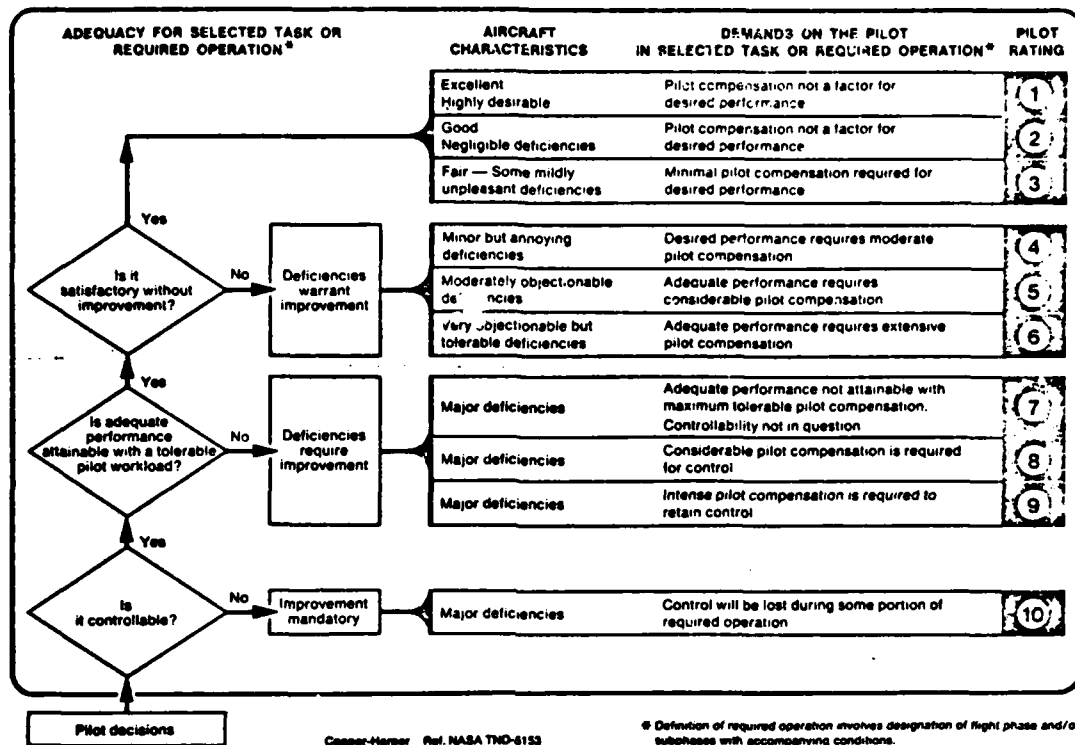 ADEQUACY FOR SELECTED TASK OR
REQUIRED OPERATION*
AIRCRAFT
CHARACTERISTICS
DEMANDS ON THE PILOT
IN SELECTED TASK OR REQUIRED OPERATION*
PILOT
RATING
Excellent
Highly desirable
Pilot compensation not a factor for
desired performance
1
Good
Negligible deficiencies
Pilot compensation not a factor for
desired performance
2
Fair — Some mildly
unpleasant deficiencies
Minimal pilot compensation required for
desired performance
3
Yes
Is it
satisfactory without
improvement?
No
Deficiencies
warrant
improvement
Minor but annoying
deficiencies
Desired performance requires moderate
pilot compensation
4
Moderately objectionable
deficiencies
Adequate performance requires
considerable pilot compensation
5
Very objectionable but
tolerable deficiencies
Adequate performance requires extensive
pilot compensation
6
Yes
Is adequate
performance
attainable with a tolerable
pilot workload?
No
Deficiencies
require
improvement
Major deficiencies
Adequate performance not attainable with
maximum tolerable pilot compensation.
Controllability not in question
7
Major deficiencies
Considerable pilot compensation is required
for control
8
Major deficiencies
Intense pilot compensation is required to
retain control
9
Yes
Is
it controllable?
No
Improvement
mandatory
Major deficiencies
Control will be lost during some portion of
required operation
10
Pilot decisions
Cooper-Harper Ref. NASA TND-5153
* Definition of required operation involves designation of flight phase and/o
subphases with accompanying conditions.